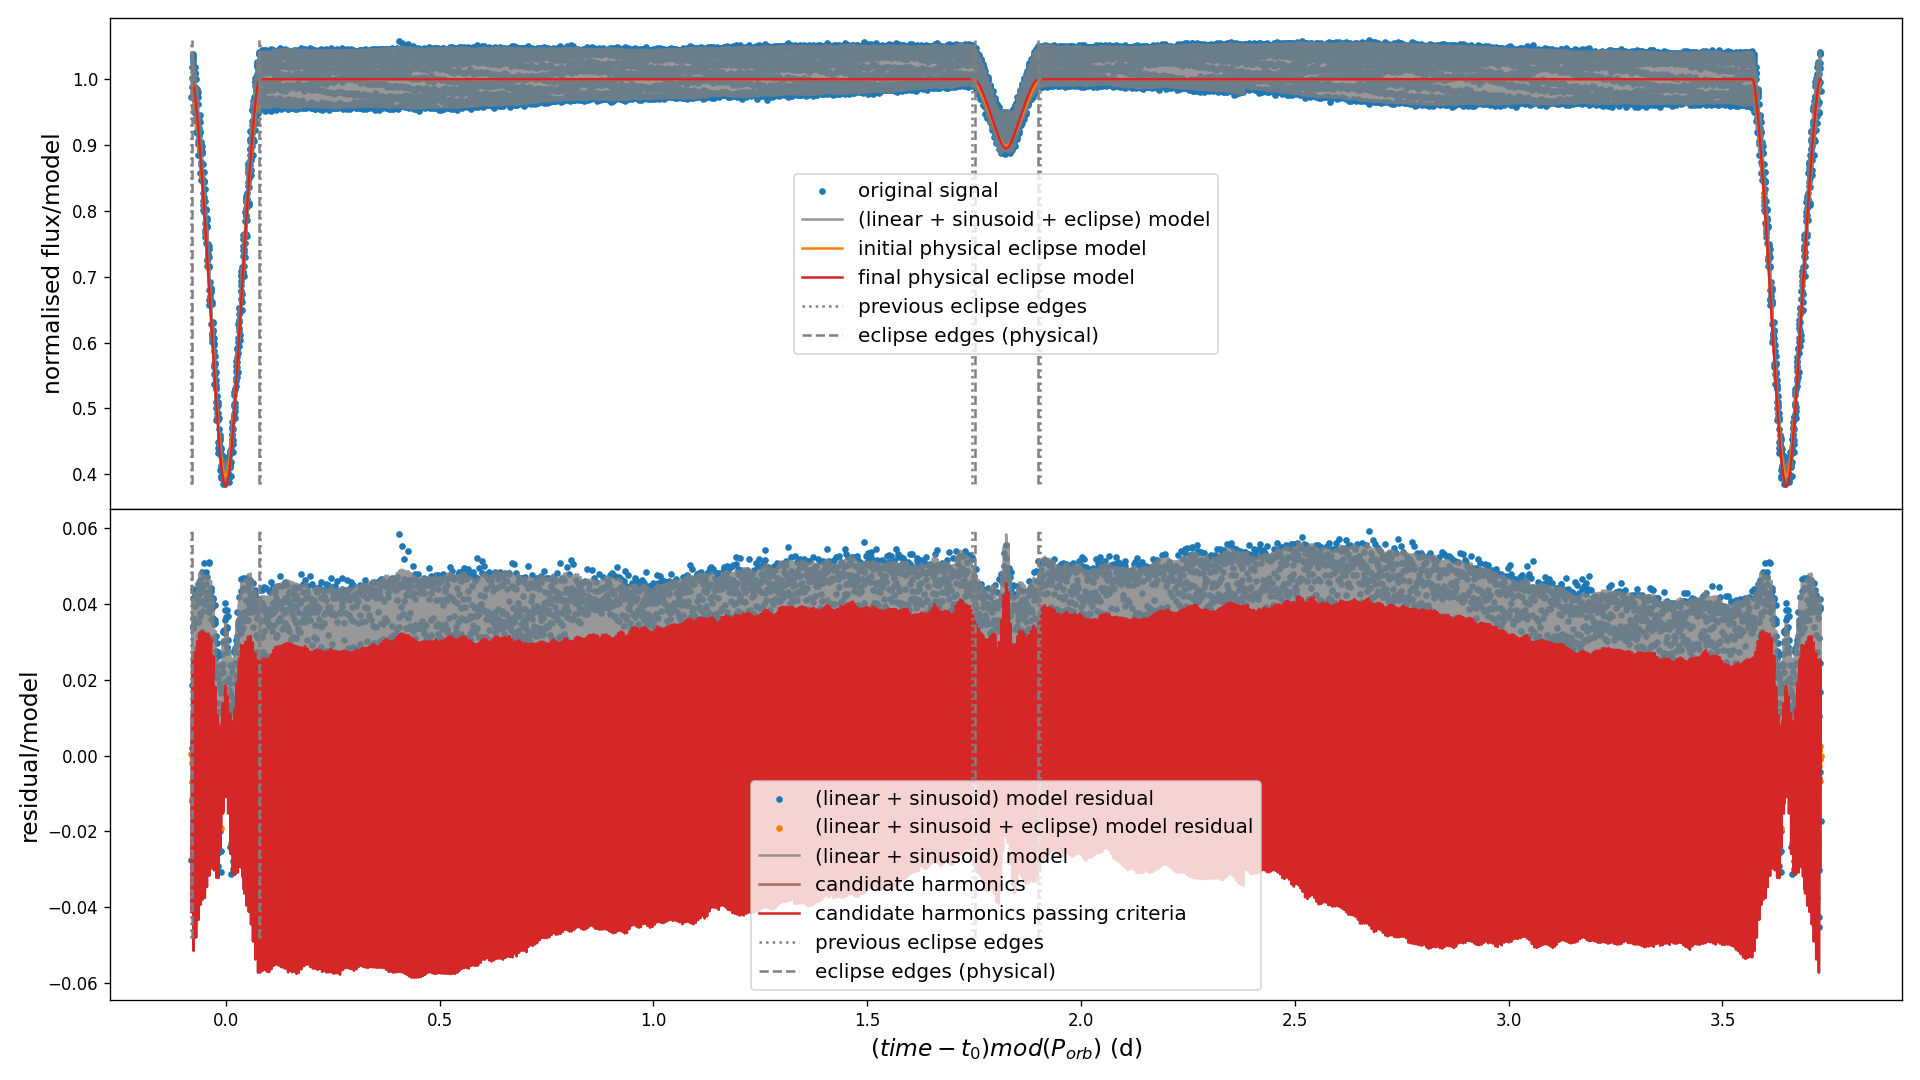 normalised flux/model
1.0
0.9
0.8
0.7
0.6
0.5
0.4
original signal
(linear + sinusoid + eclipse) model
initial physical eclipse model
final physical eclipse model
previous eclipse edges
eclipse edges (physical)
residual/model
0.06
0.04
0.02
0.00
−0.02
−0.04
−0.06
(linear + sinusoid) model residual
(linear + sinusoid + eclipse) model residual
(linear + sinusoid) model
candidate harmonics
candidate harmonics passing criteria
previous eclipse edges
eclipse edges (physical)
0.0 0.5 1.0 1.5 2.0 2.5 3.0 3.5
(time − t₀)mod(P_orb) (d)